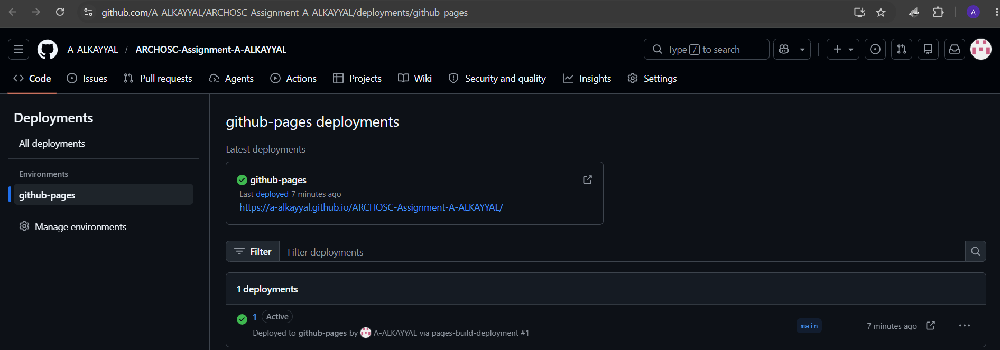 github.com/A-ALKAYYAL/ARCHOSC-Assignment-A-ALKAYYAL/deployments/github-pages
A
A-ALKAYYAL / ARCHOSC-Assignment-A-ALKAYYAL
Type / to search
Code Issues Pull requests Agents Actions Projects Wiki Security and quality Insights Settings
Deployments
All deployments
Environments
github-pages
Manage environments
github-pages deployments
Latest deployments
github-pages
Last deployed 7 minutes ago
https://a-alkayyal.github.io/ARCHOSC-Assignment-A-ALKAYYAL/
Filter Filter deployments
1 deployments
1 Active
Deployed to github-pages by A-ALKAYYAL via pages-build-deployment #1
main 7 minutes ago